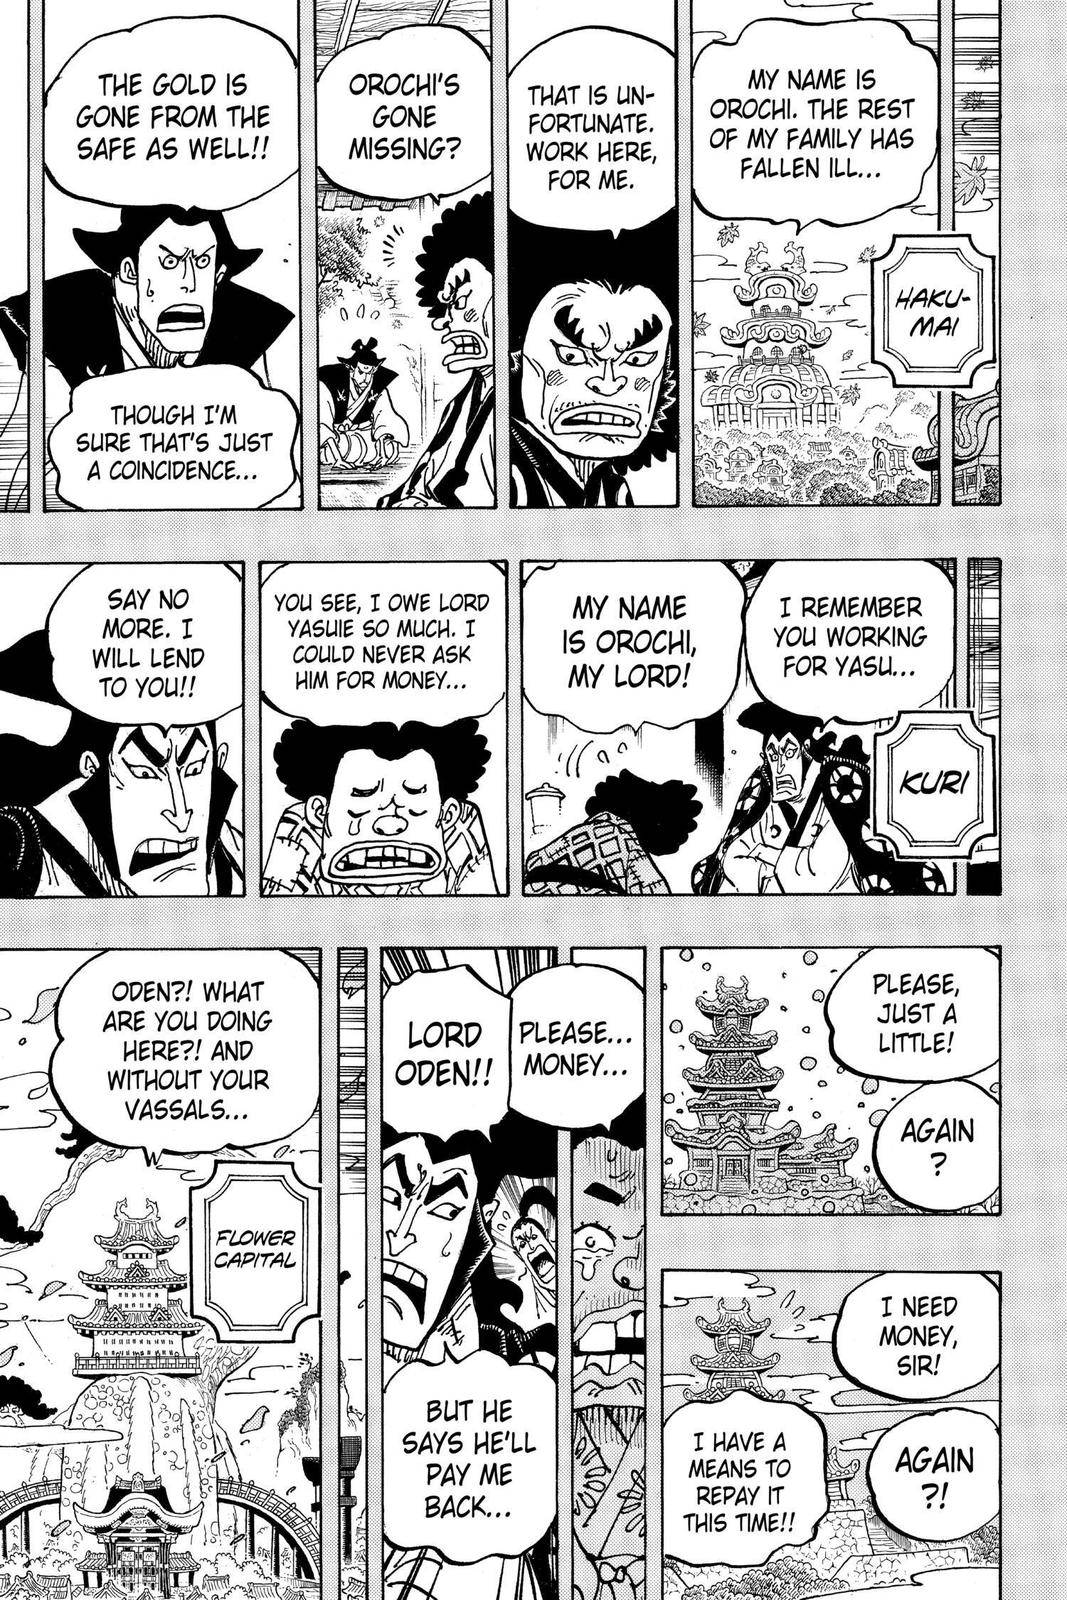 MY NAME IS
OROCHI. THE REST
OF MY FAMILY HAS
FALLEN ILL...
HAKU-
MAI
THAT IS UN-
FORTUNATE.
WORK HERE,
FOR ME.
OROCHI'S
GONE
MISSING?
THE GOLD IS
GONE FROM THE
SAFE AS WELL!!
THOUGH I'M
SURE THAT'S JUST
A COINCIDENCE...
I REMEMBER
YOU WORKING
FOR YASU...
KURI
MY NAME
IS OROCHI,
MY LORD!
YOU SEE, I OWE LORD
YASUIE SO MUCH. I
COULD NEVER ASK
HIM FOR MONEY...
SAY NO
MORE. I
WILL LEND
TO YOU!!
PLEASE,
JUST A
LITTLE!
AGAIN
?
I NEED
MONEY,
SIR!
AGAIN
?!
I HAVE A
MEANS TO
REPAY IT
THIS TIME!!
PLEASE...
MONEY...
LORD
ODEN!!
BUT HE
SAYS HE'LL
PAY ME
BACK...
ODEN?! WHAT
ARE YOU DOING
HERE?! AND
WITHOUT YOUR
VASSALS...
FLOWER
CAPITAL